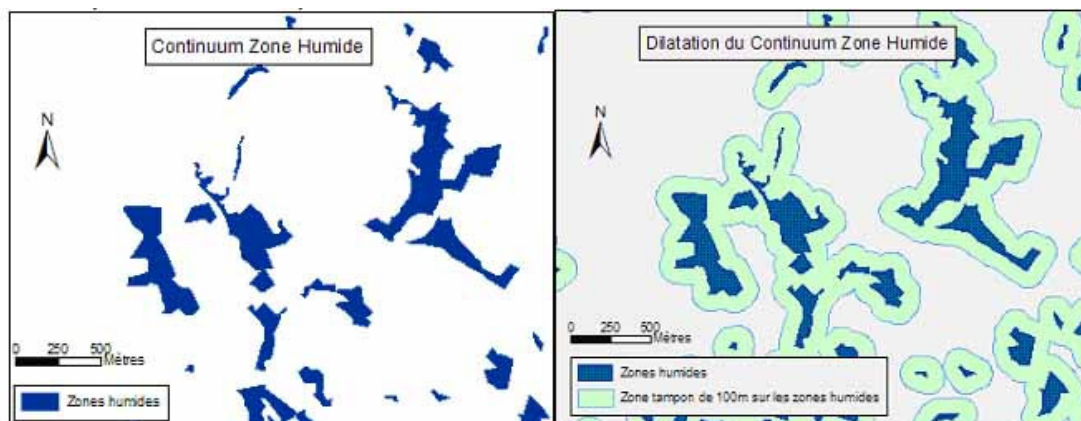 Continuum Zone Humide
N
0 250 500
Mètres
Zones humides
Dilatation du Continuum Zone Humide
N
0 250 500
Mètres
Zones humides
Zone tampon de 100m sur les zones humides